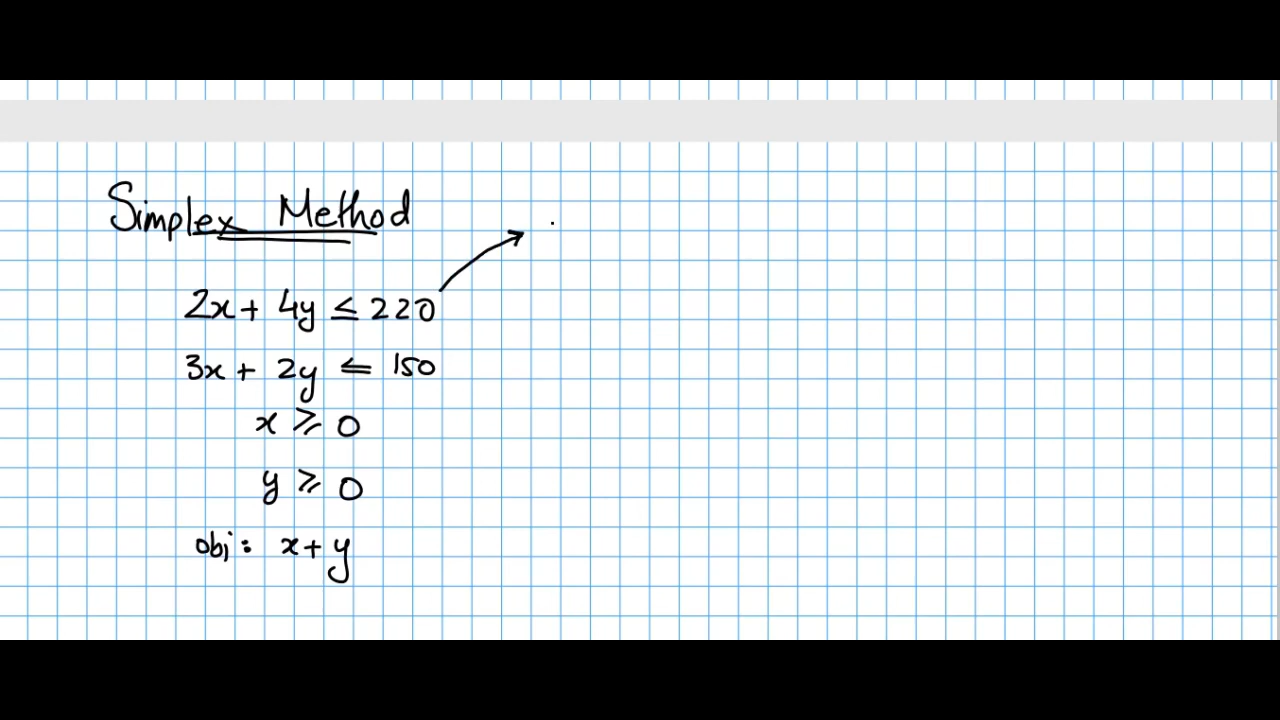 Simplex Method
2x + 4y ≤ 220
3x + 2y ≤ 150
x ≥ 0
y ≥ 0
obj: x + y